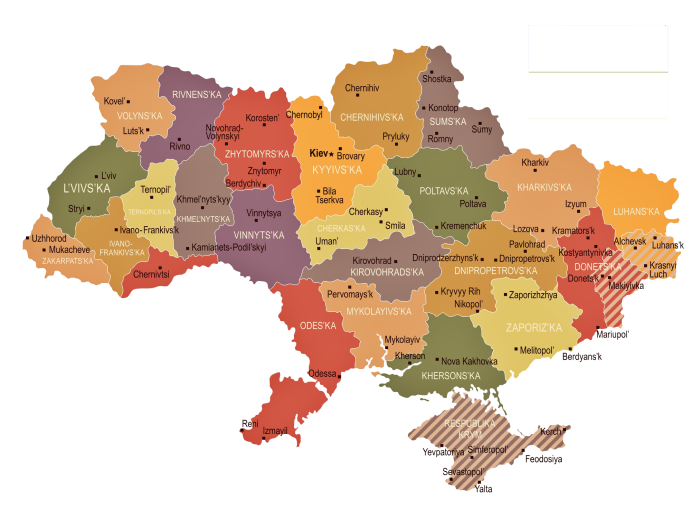 Shostka
RIVNENS'KA
Chernihiv
Kovel'
VOLYNS'KA
Korosten'
Chernobyl
CHERNIHIVS'KA
Konotop
SUMS'KA
Luts'k
Novohrad-
Volynskyi
Sumy
Rivno
Pryluky
Romny
ZHYTOMYRS'KA
Kiev
Brovary
Kharkiv
Znytomyr
KYYIVS'KA
Lubny
L'viv
L'VIVS'KA
Berdychiv
Ternopil'
Bila
Tserkva
POLTAVS'KA
KHARKIVS'KA
Khmel'nyts'kyy
Poltava
Stryi
TERNOPILS'KA
Vinnytsya
Cherkasy
Izyum
LUHANS'KA
KHMEL'NYTS'KA
Smila
CHERKAS'KA
Kremenchuk
Lozova
Kramators'k
Ivano-Frankivs'k
VINNYTS'KA
Uzhhorod
Uman'
Pavlohrad
Kostyantynivka
Alchevsk
Luhans'k
Mukacheve
IVANO-
FRANKIVS'KA
Kamianets-Podil'skyi
ZAKARPATS'KA
Kirovohrad
Dniprodzerzhyns'k
Dnipropetrovs'k
DONETS'KA
Krasnyi
Luch
Chernivtsi
KIROVOHRADS'KA
DNIPROPETROVS'KA
Donets'k
Makiyivka
Pervomays'k
Kryvyy Rih
Zaporizhzhya
Nikopol'
MYKOLAYIVS'KA
ODES'KA
ZAPORIZ'KA
Mariupol'
Mykolayiv
Melitopol'
Berdyans'k
Kherson
Nova Kakhovka
Odessa
KHERSONS'KA
Reni
Izmayil
RESPUBLIKA
KRYM
Kerch
Yevpatoriya
Simferopol'
Feodosiya
Sevastopol'
Yalta